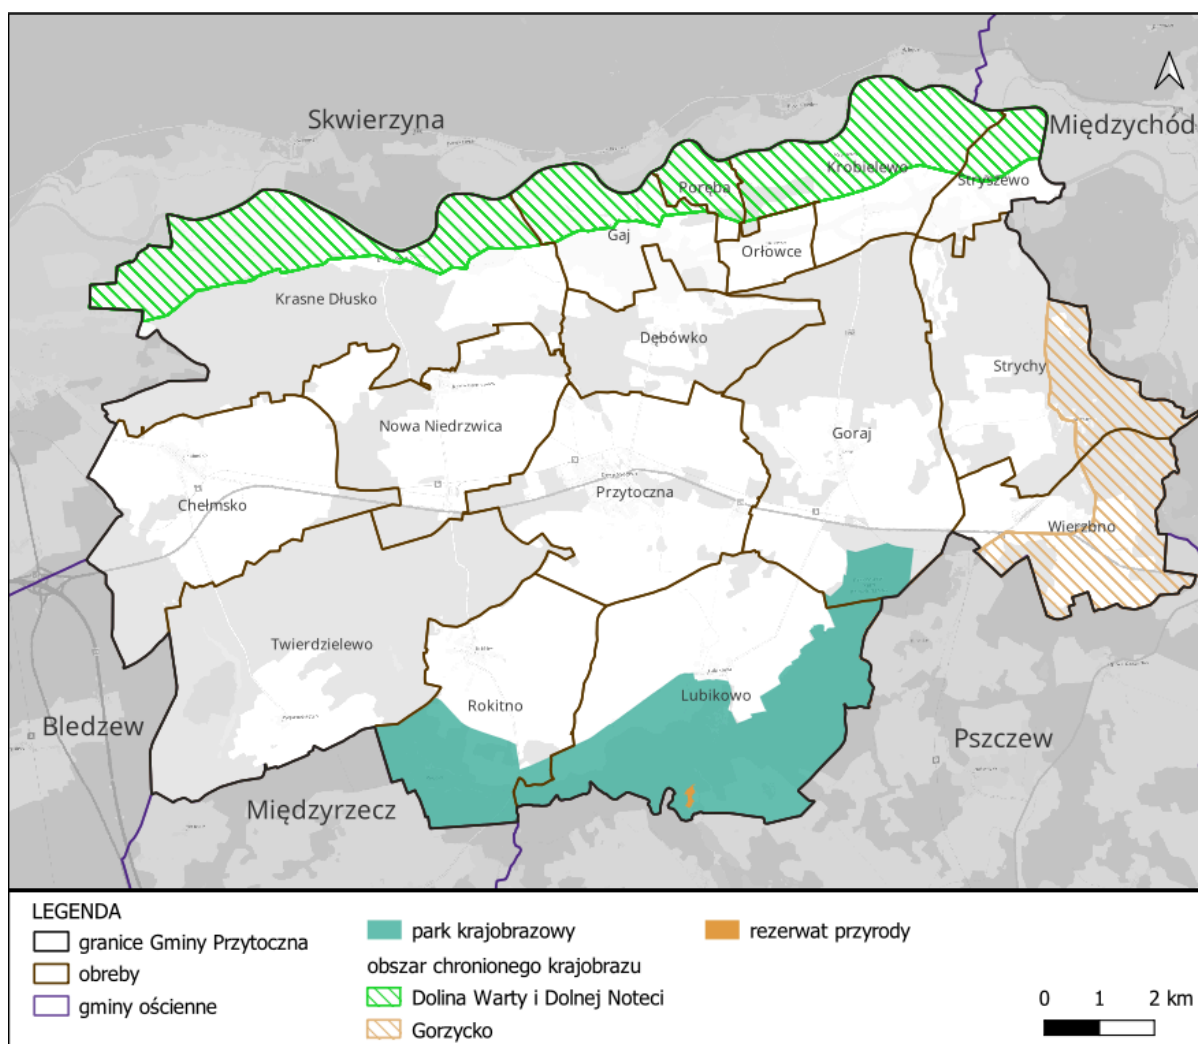 Skwierzyna
Międzychód
Krobielewo
Stryszewo
Poręba
Gaj
Orłowce
Krasne Dłusko
Dębówko
Strychy
Nowa Niedrzwica
Goraj
Przytoczna
Chełmsko
Wierzbno
Twierdzielewo
Lubikowo
Rokitno
Bledzew
Pszczew
Międzyrzecz
LEGENDA
granice Gminy Przytoczna
obreby
gminy ościenne
park krajobrazowy
obszar chronionego krajobrazu
Dolina Warty i Dolnej Noteci
Gorzycko
rezerwat przyrody
0 1 2 km